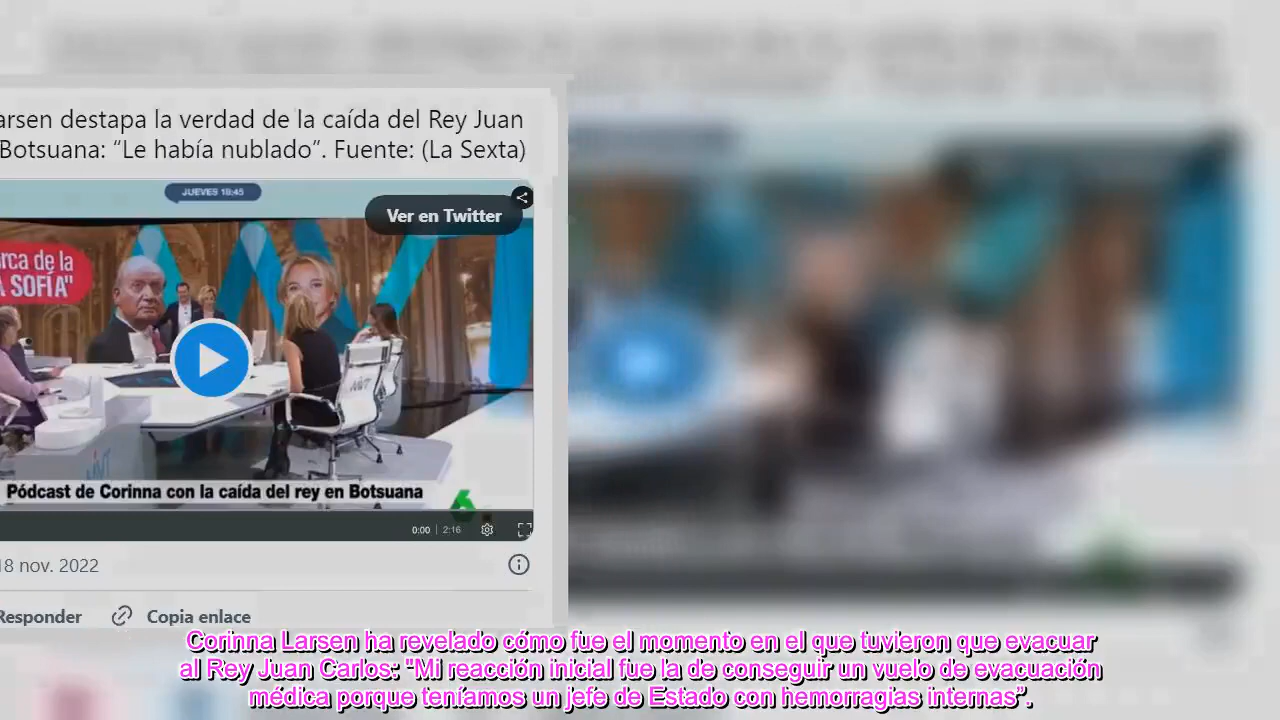 arsen destapa la verdad de la caída del Rey Juan
Botsuana: “Le había nublado”. Fuente: (La Sexta)
JUEVES 18:45
Ver en Twitter
rca de la
A SOFÍA"
Pódcast de Corinna con la caída del rey en Botsuana
0:00 | 2:16
18 nov. 2022
Responder
Copia enlace
Corinna Larsen ha revelado cómo fue el momento en el que tuvieron que evacuar
al Rey Juan Carlos: "Mi reacción inicial fue la de conseguir un vuelo de evacuación
médica porque teníamos un jefe de Estado con hemorragias internas”.